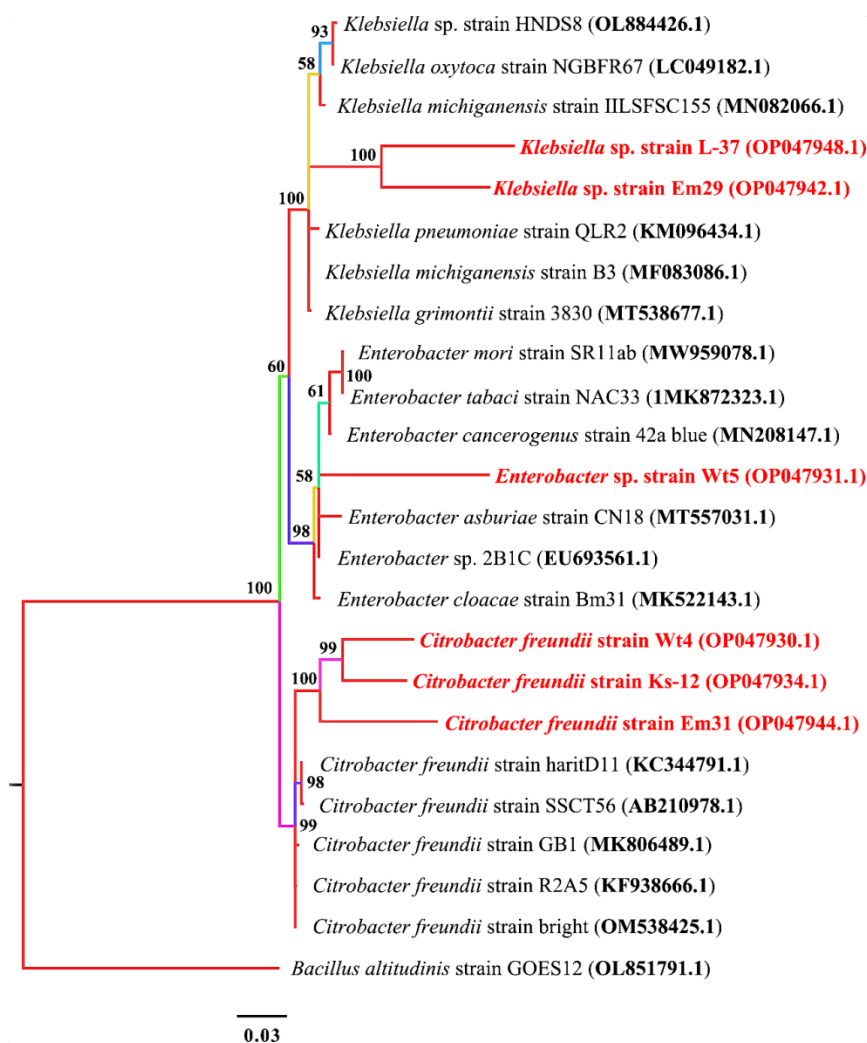 93
Klebsiella sp. strain HNDS8 (OL884426.1)
58
Klebsiella oxytoca strain NGBFR67 (LC049182.1)
Klebsiella michiganensis strain IILSFSC155 (MN082066.1)
100
Klebsiella sp. strain L-37 (OP047948.1)
Klebsiella sp. strain Em29 (OP047942.1)
100
Klebsiella pneumoniae strain QLR2 (KM096434.1)
Klebsiella michiganensis strain B3 (MF083086.1)
Klebsiella grimontii strain 3830 (MT538677.1)
Enterobacter mori strain SR11ab (MW959078.1)
60
100
61
Enterobacter tabaci strain NAC33 (1MK872323.1)
Enterobacter cancerogenus strain 42a blue (MN208147.1)
58
Enterobacter sp. strain Wt5 (OP047931.1)
Enterobacter asburiae strain CN18 (MT557031.1)
98
Enterobacter sp. 2B1C (EU693561.1)
100
Enterobacter cloacae strain Bm31 (MK522143.1)
Citrobacter freundii strain Wt4 (OP047930.1)
99
100
Citrobacter freundii strain Ks-12 (OP047934.1)
Citrobacter freundii strain Em31 (OP047944.1)
Citrobacter freundii strain haritD11 (KC344791.1)
98
Citrobacter freundii strain SSCT56 (AB210978.1)
99
Citrobacter freundii strain GB1 (MK806489.1)
Citrobacter freundii strain R2A5 (KF938666.1)
Citrobacter freundii strain bright (OM538425.1)
Bacillus altitudinis strain GOES12 (OL851791.1)
0.03